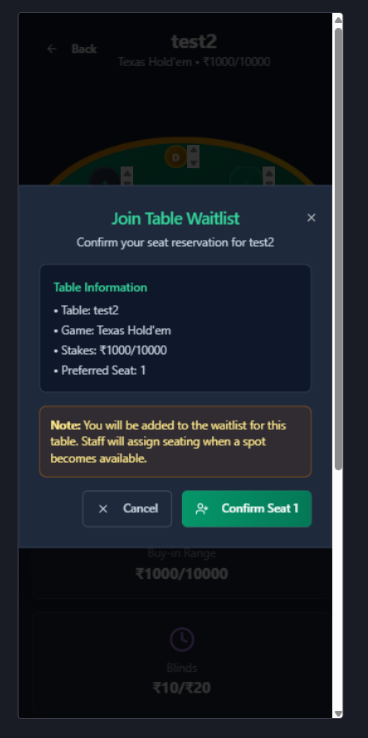 ← Back
test2
Texas Hold'em • ₹1000/10000
D
Join Table Waitlist
×
Confirm your seat reservation for test2
Table Information
• Table: test2
• Game: Texas Hold'em
• Stakes: ₹1000/10000
• Preferred Seat: 1
Note: You will be added to the waitlist for this
table. Staff will assign seating when a spot
becomes available.
× Cancel
Confirm Seat 1
Buy-in Range
₹1000/10000
Blinds
₹10/₹20